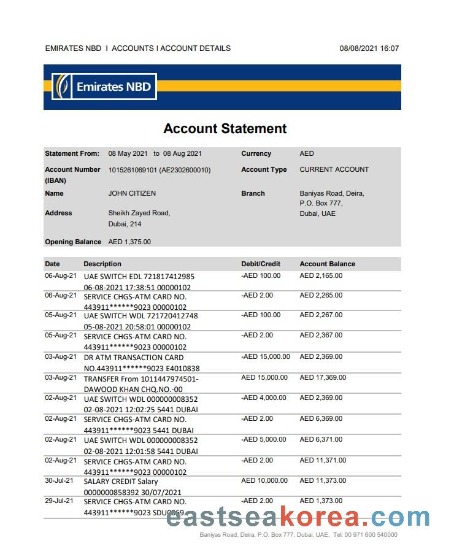 EMIRATES NBD I ACCOUNTS I ACCOUNT DETAILS 08/08/2021 16:07
Emirates NBD
Account Statement
Statement From: 08 May 2021 to 08 Aug 2021 Currency AED
Account Number (IBAN) 1015261069101 (AE2302600010) Account Type CURRENT ACCOUNT
Name JOHN CITIZEN Branch Baniyas Road, Deira,
P.O. Box 777,
Dubai, UAE
Address Sheikh Zayed Road,
Dubai, 214
Opening Balance AED 1,375.00
Date Description Debit/Credit Account Balance
06-Aug-21 UAE SWITCH EDL 721817412985 -AED 100.00 AED 2,165.00
06-08-2021 17:38:51 00000102
06-Aug-21 SERVICE CHGS-ATM CARD NO. -AED 2.00 AED 2,265.00
443911******9023 00000102
05-Aug-21 UAE SWITCH WDL 721720412748 -AED 100.00 AED 2,267.00
05-08-2021 20:58:01 00000102
05-Aug-21 SERVICE CHGS-ATM CARD NO. -AED 2.00 AED 2,367.00
443911******9023 00000102
03-Aug-21 DR ATM TRANSACTION CARD -AED 15,000.00 AED 2,369.00
NO.443911******9023 E4010838
03-Aug-21 TRANSFER From 1011447974501- AED 15,000.00 AED 17,369.00
DAWOOD KHAN CHQ.NO.-00
02-Aug-21 UAE SWITCH WDL 000000008352 -AED 4,000.00 AED 2,369.00
02-08-2021 12:02:25 5441 DUBAI
02-Aug-21 SERVICE CHGS-ATM CARD NO. -AED 2.00 AED 6,369.00
443911******9023 5441 DUBAI
02-Aug-21 UAE SWITCH WDL 000000008352 -AED 5,000.00 AED 6,371.00
02-08-2021 12:01:58 5441 DUBAI
02-Aug-21 SERVICE CHGS-ATM CARD NO. -AED 2.00 AED 11,371.00
443911******9023 00000102
30-Jul-21 SALARY CREDIT Salary AED 10,000.00 AED 11,373.00
0000000858392 30/07/2021
29-Jul-21 SERVICE CHGS-ATM CARD NO. -AED 2.00 AED 1,373.00
443911******9023
eastseakorea.com
Baniyas Road, Deira, P.O. Box 777, Dubai, UAE, Tel: 00 971 600 540000